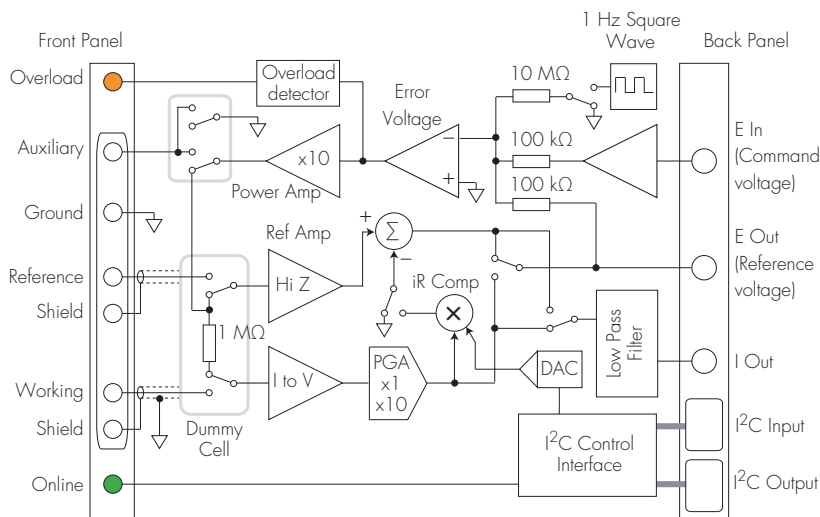 Front Panel
1 Hz Square
Wave
Back Panel
Overload
Overload
detector
Error
Voltage
10 MΩ
E In
(Command
voltage)
Auxiliary
x10
Power Amp
−
+
100 kΩ
100 kΩ
Ground
Ref Amp
+
Σ
−
E Out
(Reference
voltage)
Reference
Hi Z
iR Comp
×
Shield
1 MΩ
Low Pass
Filter
I Out
Working
I to V
PGA
x1
x10
DAC
Shield
Dummy
Cell
I²C Control
Interface
I²C Input
Online
I²C Output